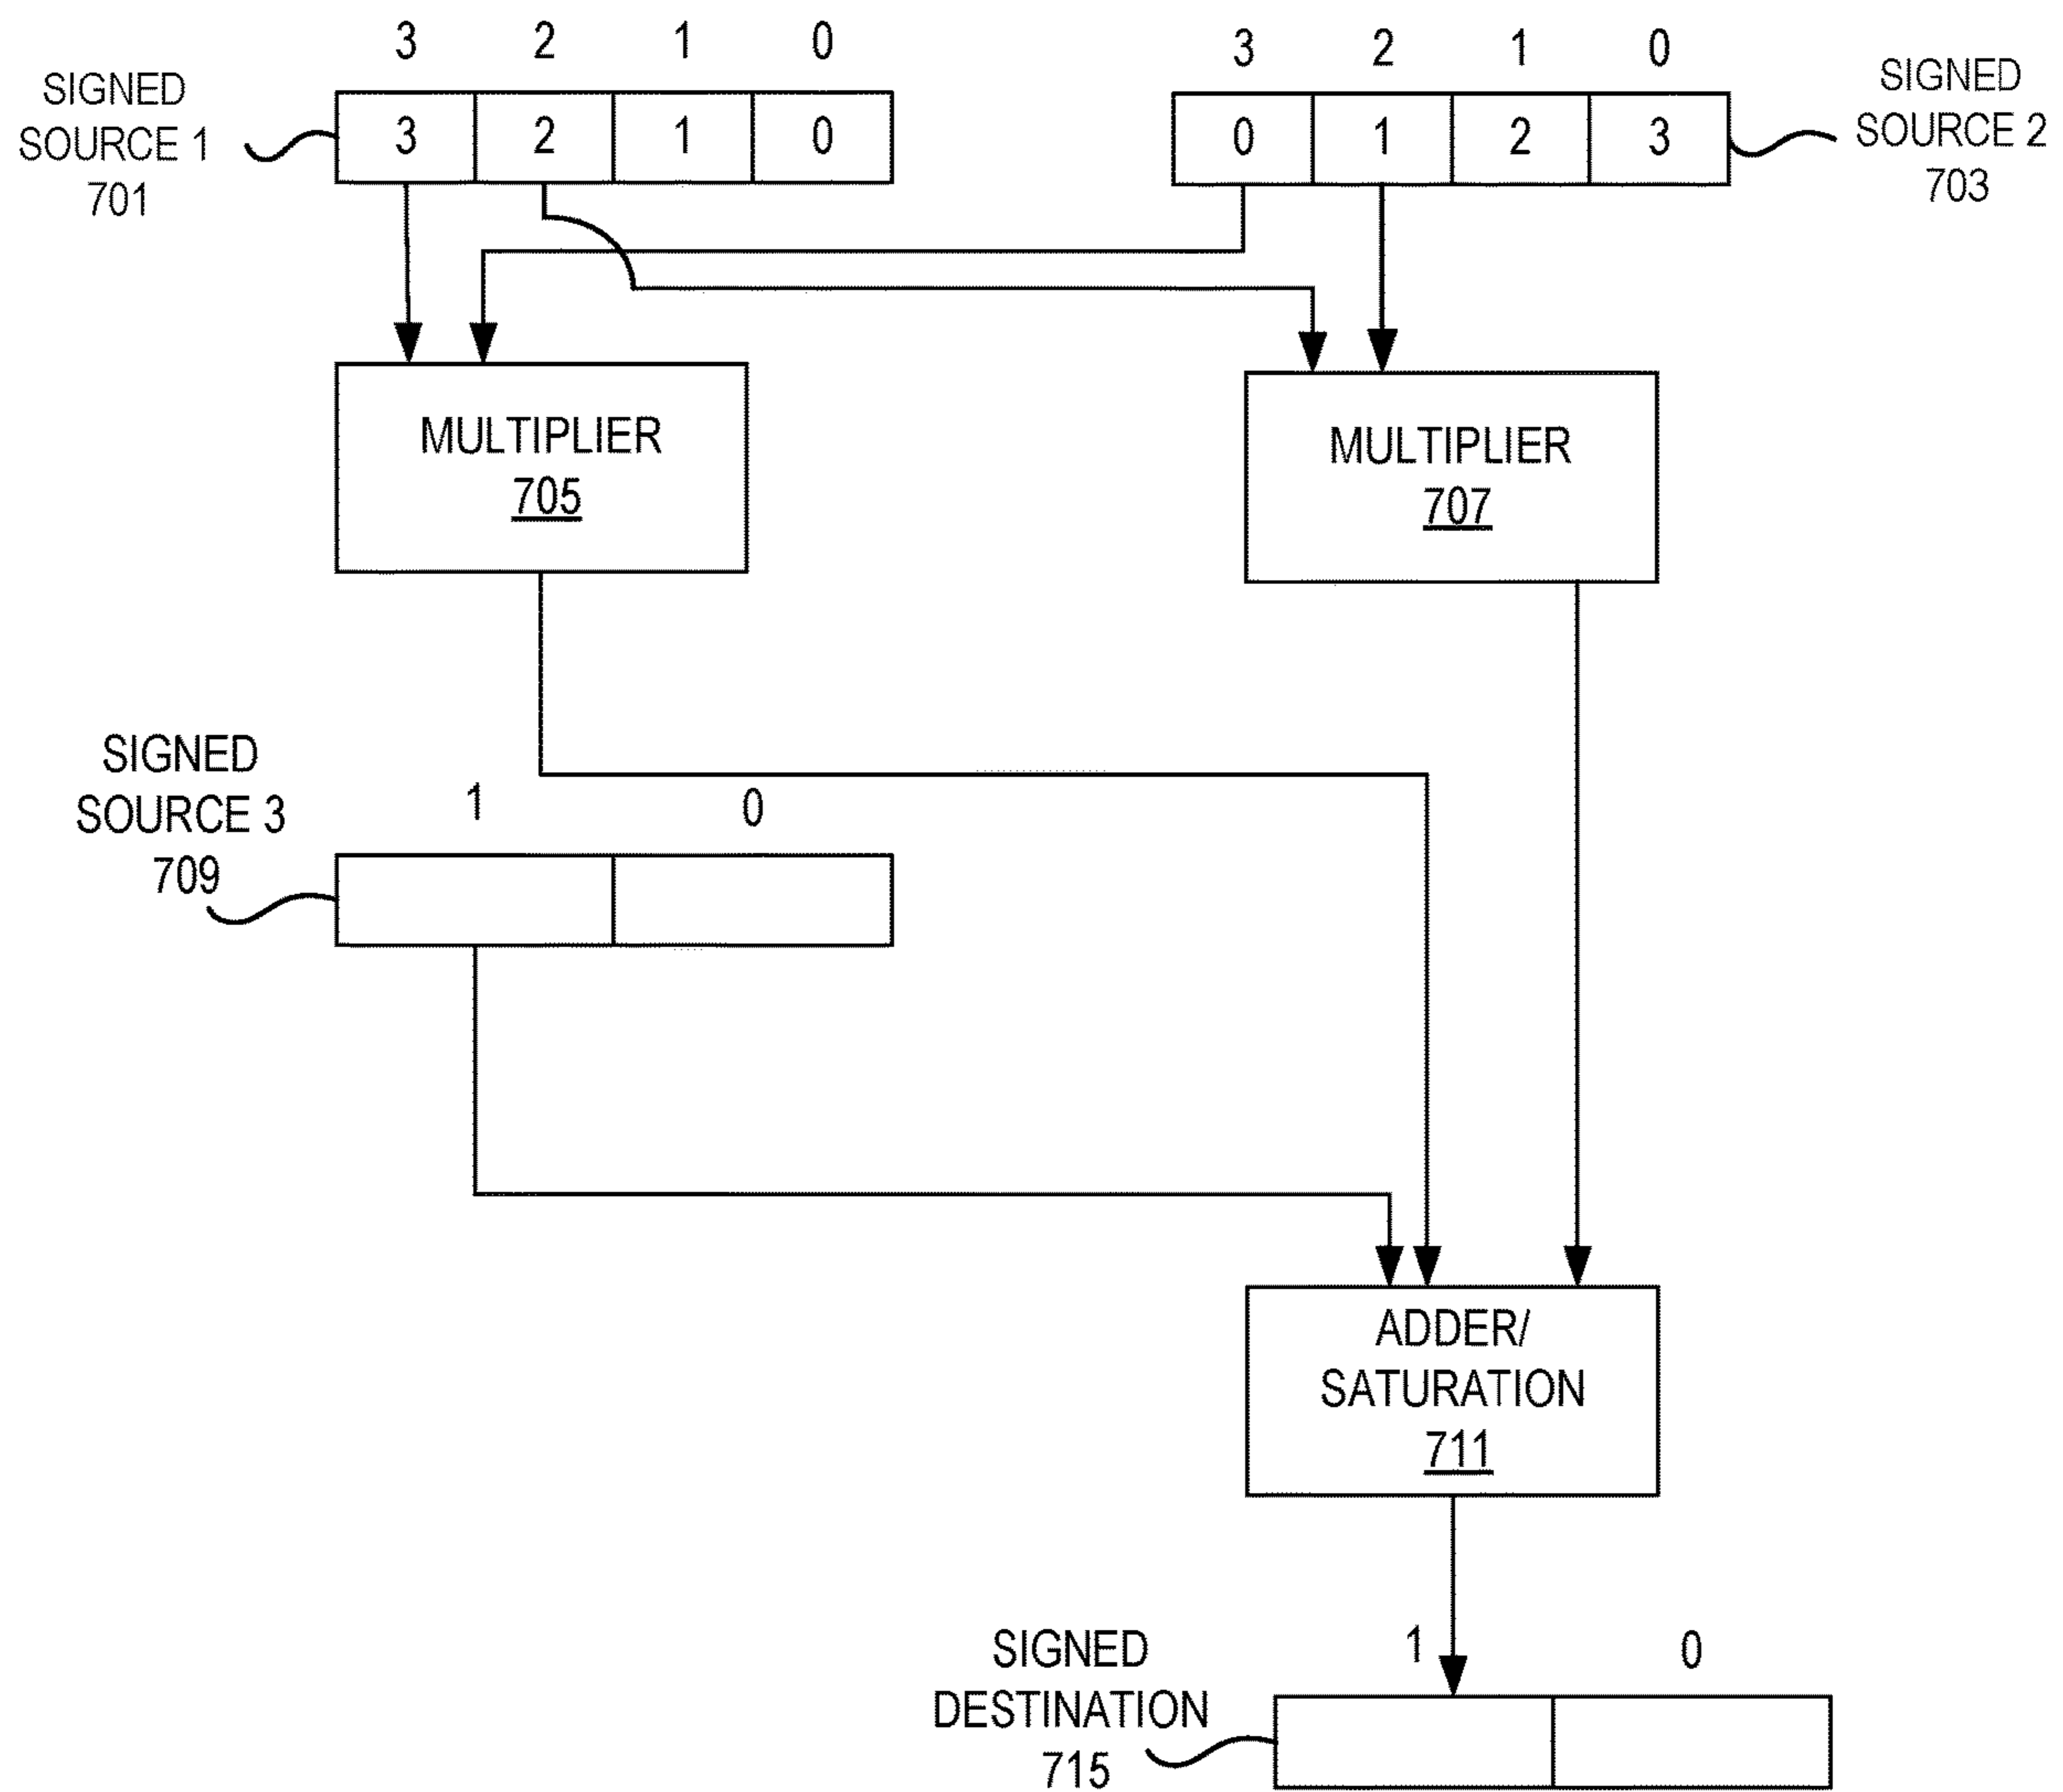 3 2 1 0
3 2 1 0
SIGNED
SOURCE 1
701
3 2 1 0
0 1 2 3
SIGNED
SOURCE 2
703
MULTIPLIER
705
MULTIPLIER
707
SIGNED
SOURCE 3
709
1 0
ADDER/
SATURATION
711
SIGNED
DESTINATION
715
1 0